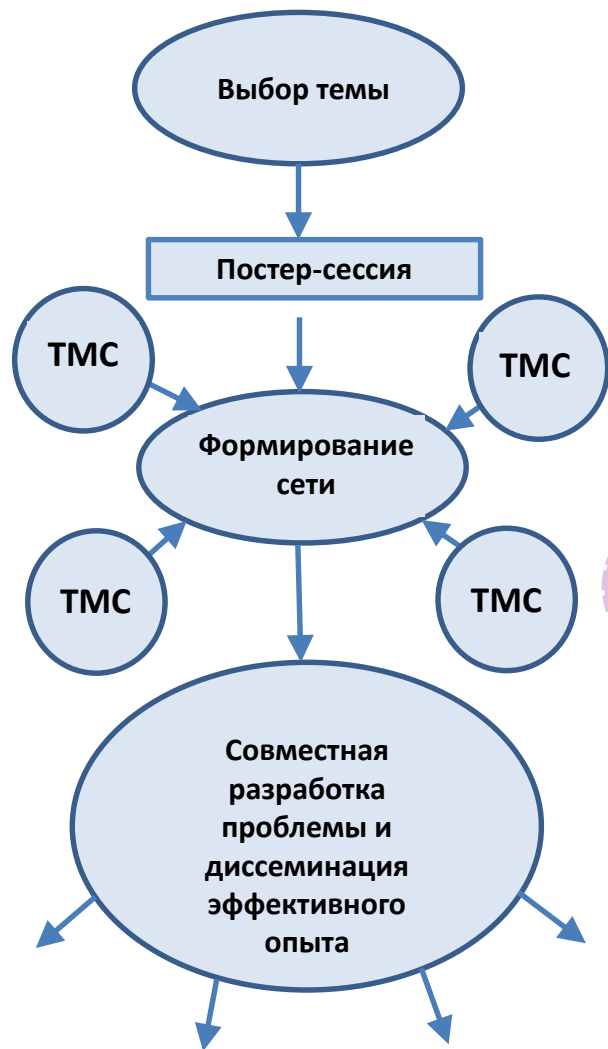 Выбор темы
Постер-сессия
ТМС
ТМС
Формирование
сети
ТМС
ТМС
Совместная
разработка
проблемы и
диссеминация
эффективного
опыта